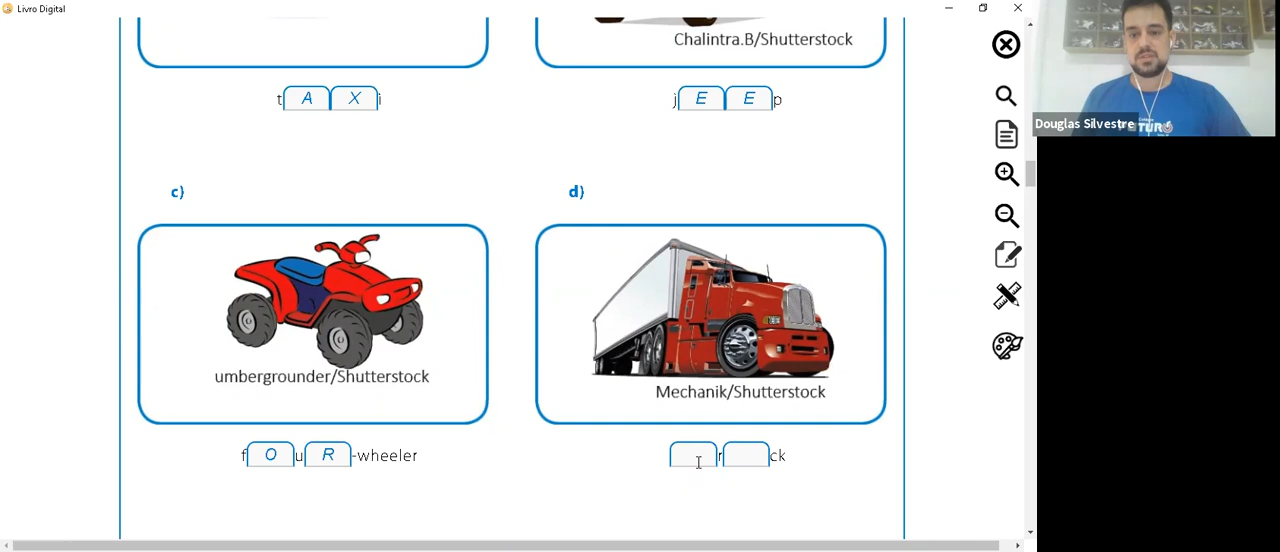 Livro Digital
Chalintra.B/Shutterstock
Douglas Silvestre
t A X i
j E E p
c)
d)
umbergrounder/Shutterstock
Mechanik/Shutterstock
f O u R -wheeler
r ck